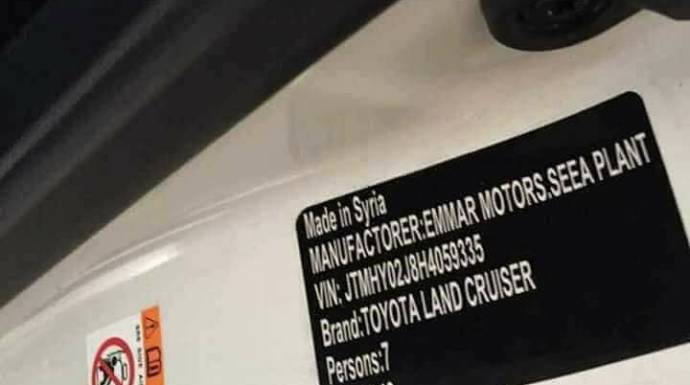 Made in Syria
MANUFACTORER:EMMAR MOTORS.SEEA PLANT
VIN: JTMHY02J8H4059335
Brand:TOYOTA LAND CRUISER
Persons:7